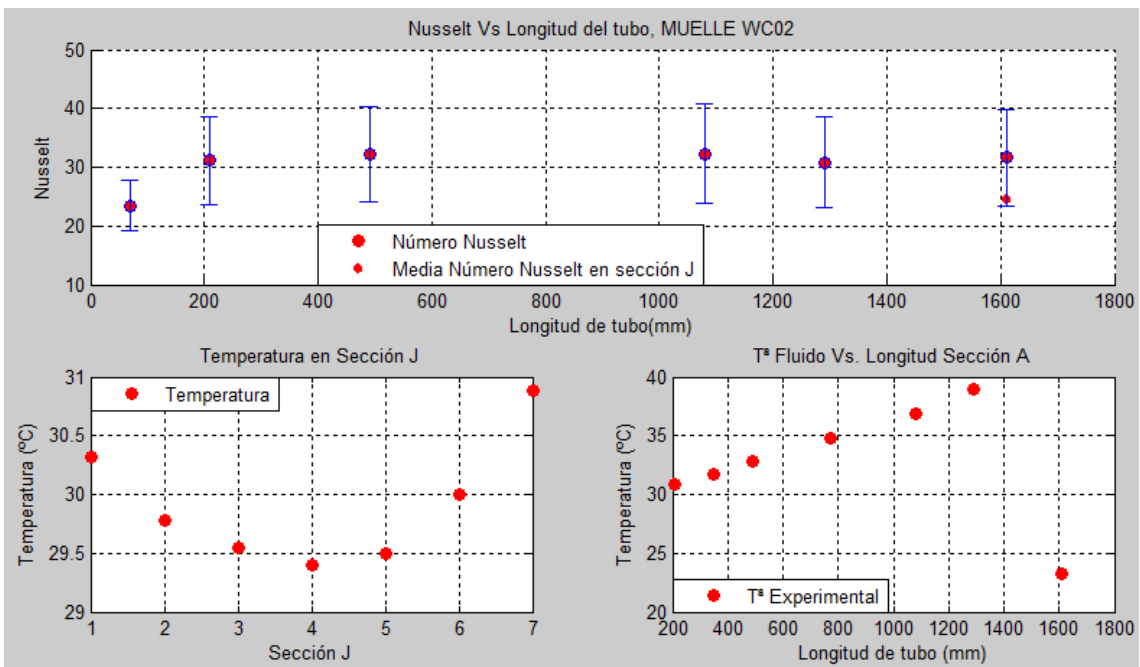 Nusselt Vs Longitud del tubo, MUELLE WC02
Nusselt
50
40
30
20
10
Número Nusselt
Media Número Nusselt en sección J
0 200 400 600 800 1000 1200 1400 1600 1800
Longitud de tubo(mm)
Temperatura en Sección J
Temperatura (ºC)
31
30.5
30
29.5
29
Temperatura
1 2 3 4 5 6 7
Sección J
Tª Fluido Vs. Longitud Sección A
Temperatura (ºC)
40
35
30
25
20
Tª Experimental
200 400 600 800 1000 1200 1400 1600 1800
Longitud de tubo (mm)